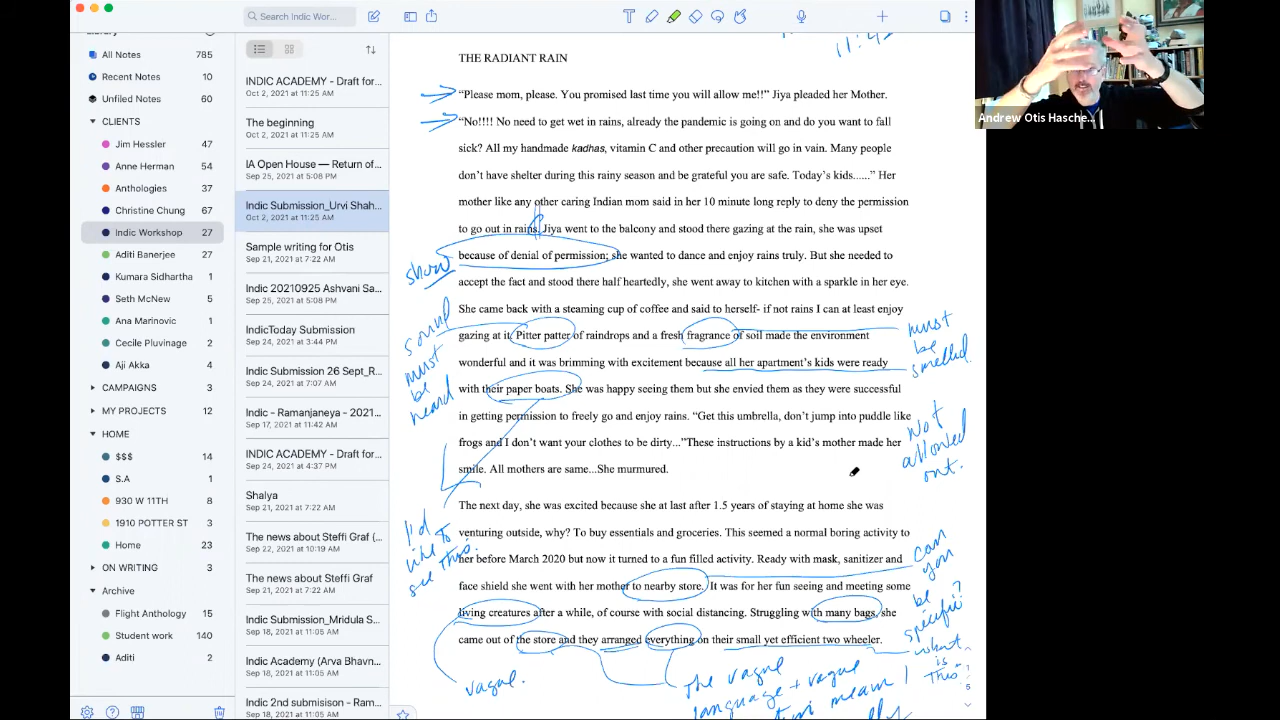 Search Indic Wor...
Library
All Notes 785
Recent Notes 10
Unfiled Notes 60
CLIENTS
Jim Hessler 47
Anne Herman 54
Anthologies 37
Christine Chung 67
Indic Workshop 27
Aditi Banerjee 27
Kumara Sidhartha 1
Seth McNew 1
Ana Marinovic 1
Cecile Pluvinage 2
Aji Akka 4
CAMPAIGNS 3
MY PROJECTS 12
HOME
$$$ 14
S.A 1
930 W 11TH 8
1910 POTTER ST 3
Home 23
ON WRITING 3
Archive
Flight Anthology 15
Student work 140
Aditi 2
INDIC ACADEMY - Draft for...
Oct 2, 2021 at 11:25 AM
The beginning
Oct 2, 2021 at 11:25 AM
IA Open House — Return of...
Sep 25, 2021 at 5:08 PM
Indic Submission_Urvi Shah...
Oct 2, 2021 at 11:25 AM
Sample writing for Otis
Sep 25, 2021 at 5:08 PM
INDIC 20210925 Ashvani Sa...
Sep 25, 2021 at 5:08 PM
IndicToday Submission
Sep 24, 2021 at 3:44 PM
Indic Submission 26 Sept_R...
Sep 24, 2021 at 7:07 AM
Indic - Ramanjaneya - 2021...
Sep 17, 2021 at 11:42 AM
INDIC ACADEMY - Draft for...
Sep 24, 2021 at 4:37 PM
Shalya
Sep 21, 2021 at 7:22 AM
The news about Steffi Graf (...
Sep 22, 2021 at 10:19 AM
The news about Steffi Graf
Sep 21, 2021 at 7:22 AM
Indic Submission_Mridula S...
Sep 18, 2021 at 11:05 AM
Indic Academy (Arva Bhavn...
Sep 18, 2021 at 11:05 AM
Indic 2nd submisison - Ram...
THE RADIANT RAIN
“Please mom, please. You promised last time you will allow me!!” Jiya pleaded her Mother.
“No!!!! No need to get wet in rains, already the pandemic is going on and do you want to fall
sick? All my handmade kadhas, vitamin C and other precaution will go in vain. Many people
don’t have shelter during this rainy season and be grateful you are safe. Today’s kids......” Her
mother like any other caring Indian mom said in her 10 minute long reply to deny the permission
to go out in rains. Jiya went to the balcony and stood there gazing at the rain, she was upset
because of denial of permission; she wanted to dance and enjoy rains truly. But she needed to
accept the fact and stood there half heartedly, she went away to kitchen with a sparkle in her eye.
She came back with a steaming cup of coffee and said to herself- if not rains I can at least enjoy
gazing at it. Pitter patter of raindrops and a fresh fragrance of soil made the environment
wonderful and it was brimming with excitement because all her apartment’s kids were ready
with their paper boats. She was happy seeing them but she envied them as they were successful
in getting permission to freely go and enjoy rains. “Get this umbrella, don’t jump into puddle like
frogs and I don’t want your clothes to be dirty...”These instructions by a kid’s mother made her
smile. All mothers are same...She murmured.
The next day, she was excited because she at last after 1.5 years of staying at home she was
venturing outside, why? To buy essentials and groceries. This seemed a normal boring activity to
her before March 2020 but now it turned to a fun filled activity. Ready with mask, sanitizer and
face shield she went with her mother to nearby store. It was for her fun seeing and meeting some
living creatures after a while, of course with social distancing. Struggling with many bags, she
came out of the store and they arranged everything on their small yet efficient two wheeler.
show
sound
must
be
heard
I'd
like to
see this.
vague.
The vague
language + vague
mean
must
be
smelled.
Not
allowed
out.
can
you
be
specific?
what
is
this
Andrew Otis Hasche...